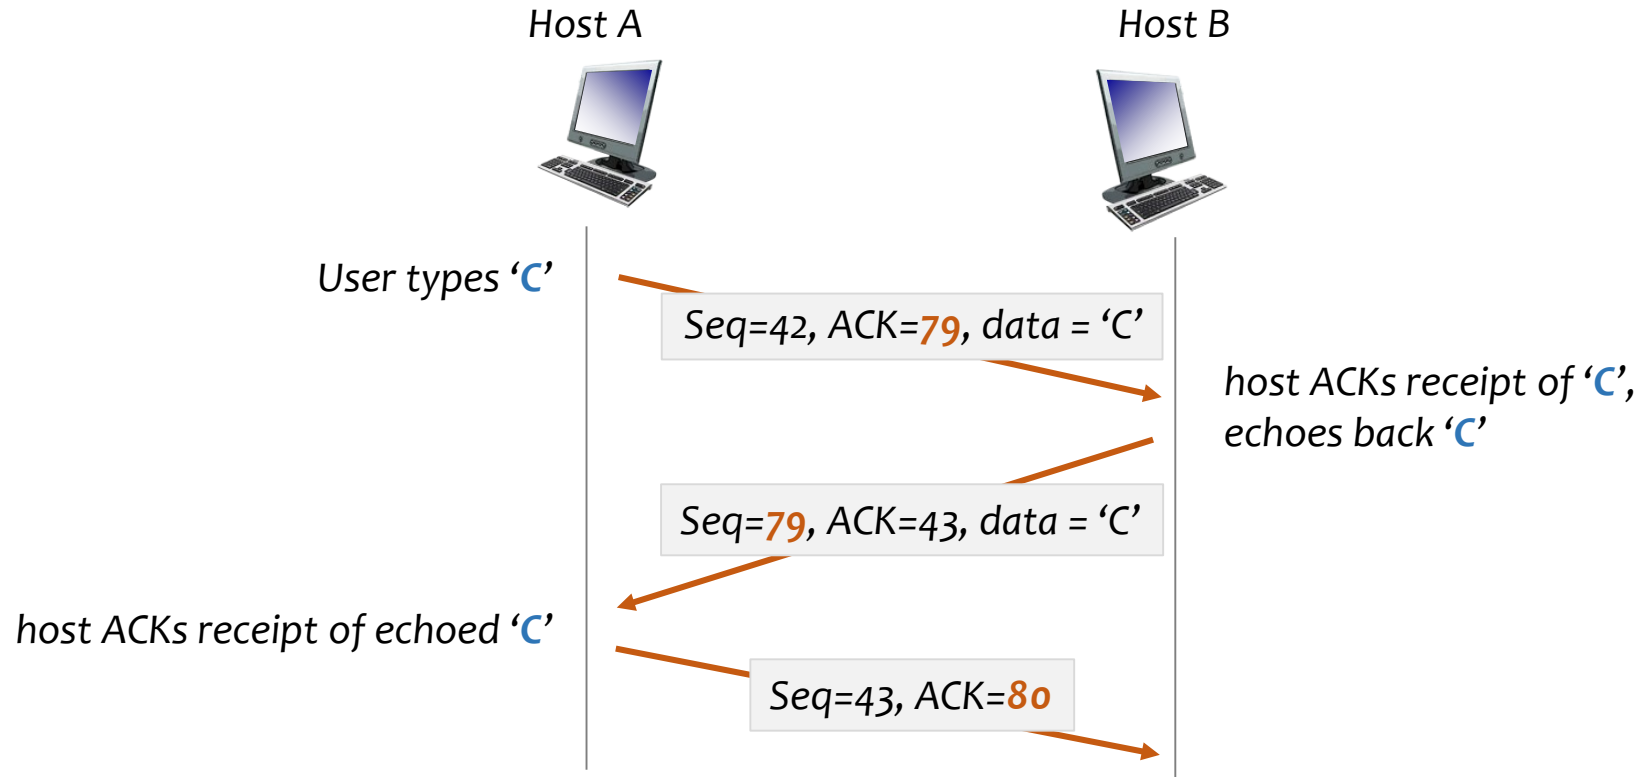 Host A
Host B
User types ‘C’
Seq=42, ACK=79, data = ‘C’
host ACKs receipt of ‘C’,
echoes back ‘C’
Seq=79, ACK=43, data = ‘C’
host ACKs receipt of echoed ‘C’
Seq=43, ACK=80